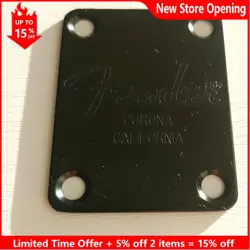 UP TO
15%
OFF
New Store Opening
Fender
CORONA
CALIFORNIA
Limited Time Offer + 5% off 2 items = 15% off